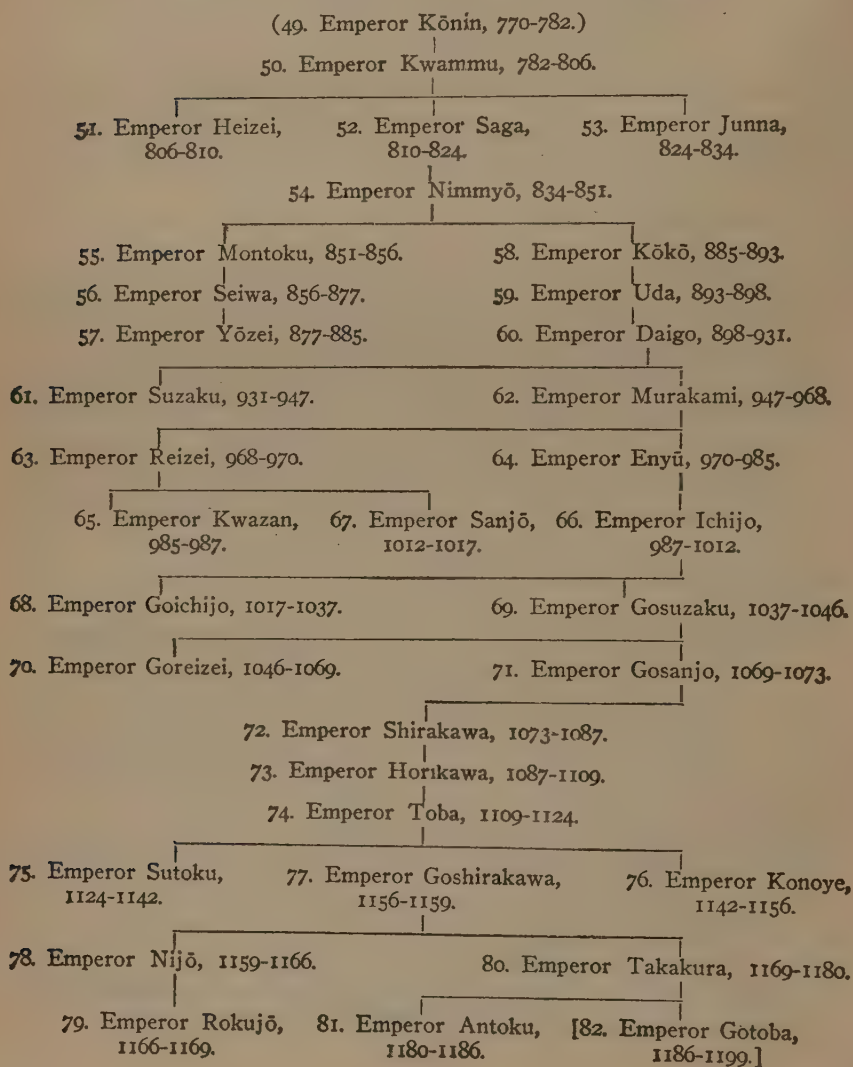 (49. Emperor Kōnin, 770-782.)
50. Emperor Kwammu, 782-806.
51. Emperor Heizei, 52. Emperor Saga, 53. Emperor Junna,
806-810. 810-824. 824-834.
54. Emperor Nimmyō, 834-851.
55. Emperor Montoku, 851-856. 58. Emperor Kōkō, 885-893.
56. Emperor Seiwa, 856-877. 59. Emperor Uda, 893-898.
57. Emperor Yōzei, 877-885. 60. Emperor Daigo, 898-931.
61. Emperor Suzaku, 931-947. 62. Emperor Murakami, 947-968.
63. Emperor Reizei, 968-970. 64. Emperor Enyū, 970-985.
65. Emperor Kwazan, 67. Emperor Sanjō, 66. Emperor Ichijo,
985-987. 1012-1017. 987-1012.
68. Emperor Goichijo, 1017-1037. 69. Emperor Gosuzaku, 1037-1046.
70. Emperor Goreizei, 1046-1069. 71. Emperor Gosanjo, 1069-1073.
72. Emperor Shirakawa, 1073-1087.
73. Emperor Horikawa, 1087-1109.
74. Emperor Toba, 1109-1124.
75. Emperor Sutoku, 77. Emperor Goshirakawa, 76. Emperor Konoye,
1124-1142. 1156-1159. 1142-1156.
78. Emperor Nijō, 1159-1166. 80. Emperor Takakura, 1169-1180.
79. Emperor Rokujō, 81. Emperor Antoku, [82. Emperor Gotoba,
1166-1169. 1180-1186. 1186-1199.]